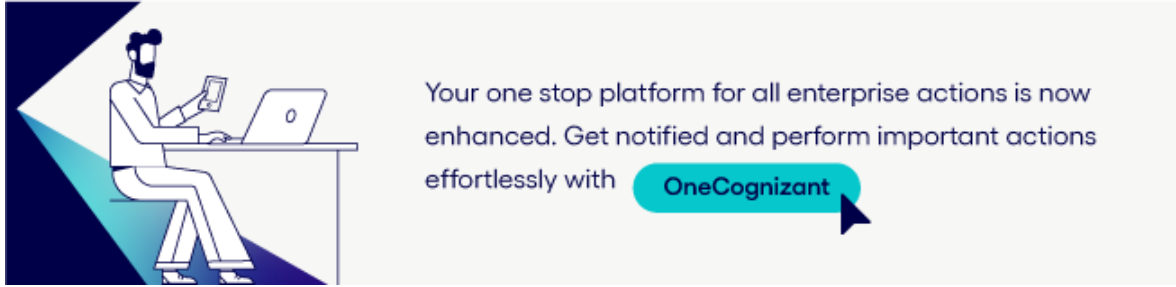 Your one stop platform for all enterprise actions is now
enhanced. Get notified and perform important actions
effortlessly with OneCognizant